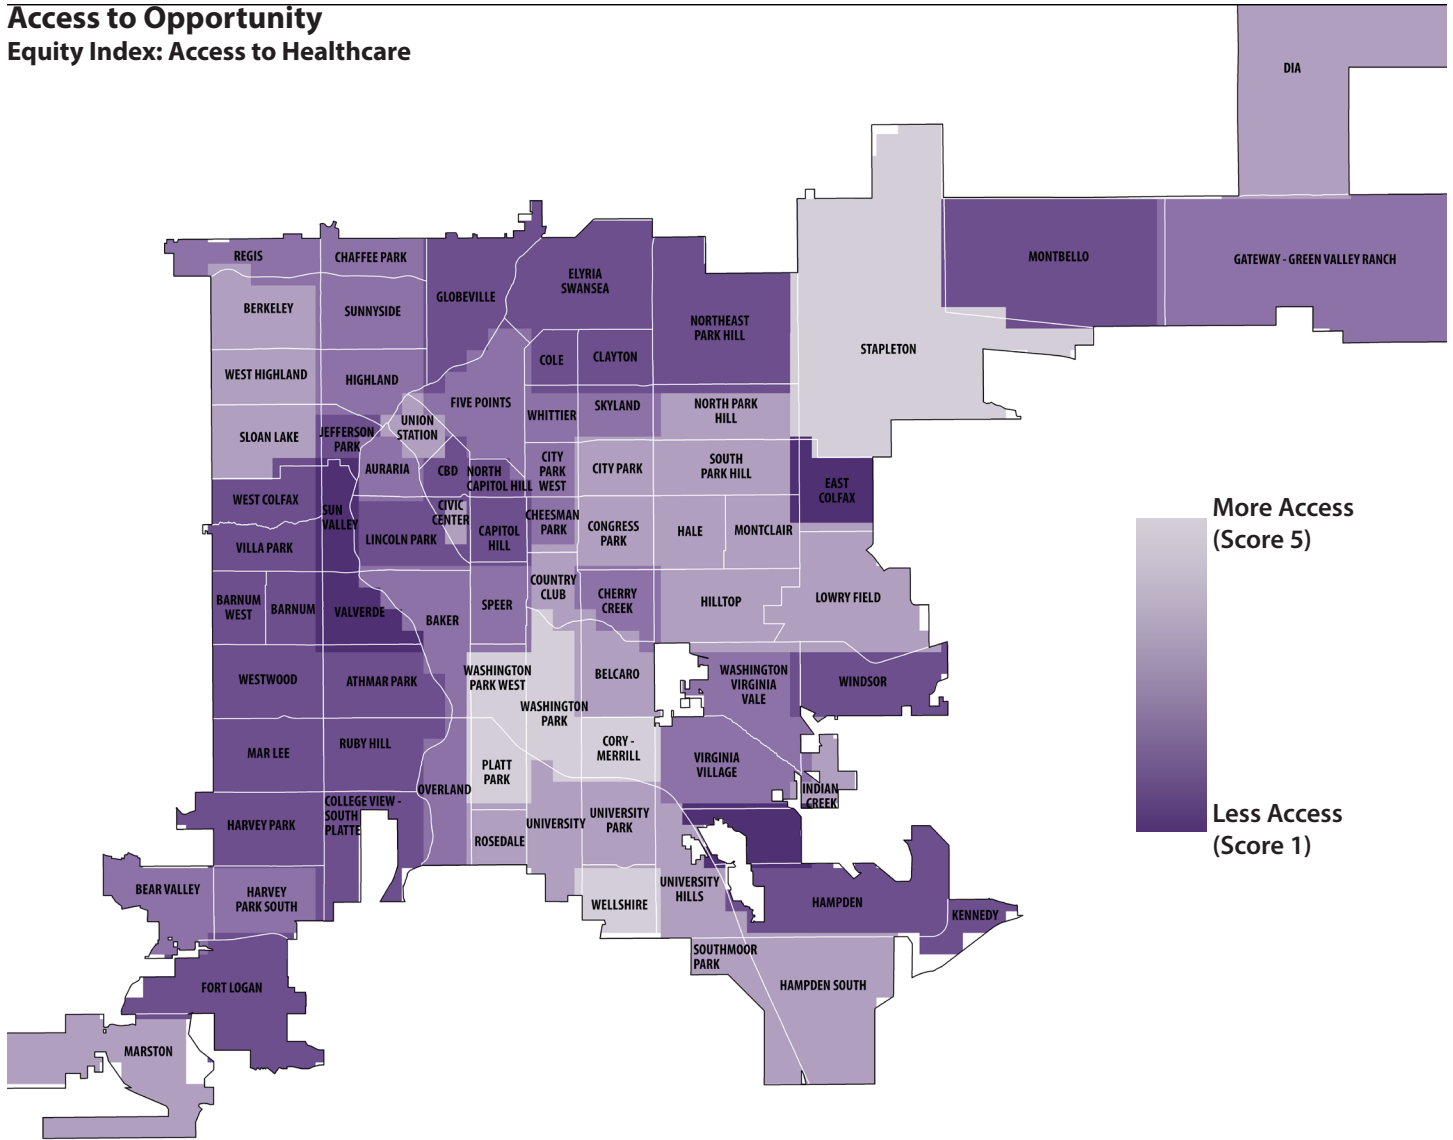 Access to Opportunity
Equity Index: Access to Healthcare
DIA
REGIS
CHAFFEE PARK
GLOBEVILLE
ELYRIA
SWANSEA
MONTBELLO
GATEWAY - GREEN VALLEY RANCH
BERKELEY
SUNNYSIDE
NORTHEAST
PARK HILL
STAPLETON
COLE
CLAYTON
WEST HIGHLAND
HIGHLAND
FIVE POINTS
WHITTIER
SKYLAND
NORTH PARK
HILL
UNION
STATION
SLOAN LAKE
JEFFERSON
PARK
AURARIA
CBD
NORTH
CAPITOL HILL
CITY
PARK
WEST
CITY PARK
SOUTH
PARK HILL
EAST
COLFAX
WEST COLFAX
SUN
VALLEY
CIVIC
CENTER
LINCOLN PARK
CAPITOL
HILL
CHEESMAN
PARK
CONGRESS
PARK
HALE
MONTCLAIR
More Access
(Score 5)
VILLA PARK
BARNUM
WEST
BARNUM
VALVERDE
BAKER
SPEER
COUNTRY
CLUB
CHERRY
CREEK
HILLTOP
LOWRY FIELD
WESTWOOD
ATHMAR PARK
WASHINGTON
PARK WEST
WASHINGTON
PARK
BELCARO
WASHINGTON
VIRGINIA
VALE
WINDSOR
MAR LEE
RUBY HILL
PLATT
PARK
CORY -
MERRILL
VIRGINIA
VILLAGE
INDIAN
CREEK
OVERLAND
HARVEY PARK
COLLEGE VIEW -
SOUTH
PLATTE
ROSEDALE
UNIVERSITY
UNIVERSITY
PARK
Less Access
(Score 1)
BEAR VALLEY
HARVEY
PARK SOUTH
WELLSHIRE
UNIVERSITY
HILLS
HAMPDEN
KENNEDY
SOUTHMOOR
PARK
FORT LOGAN
HAMPDEN SOUTH
MARSTON